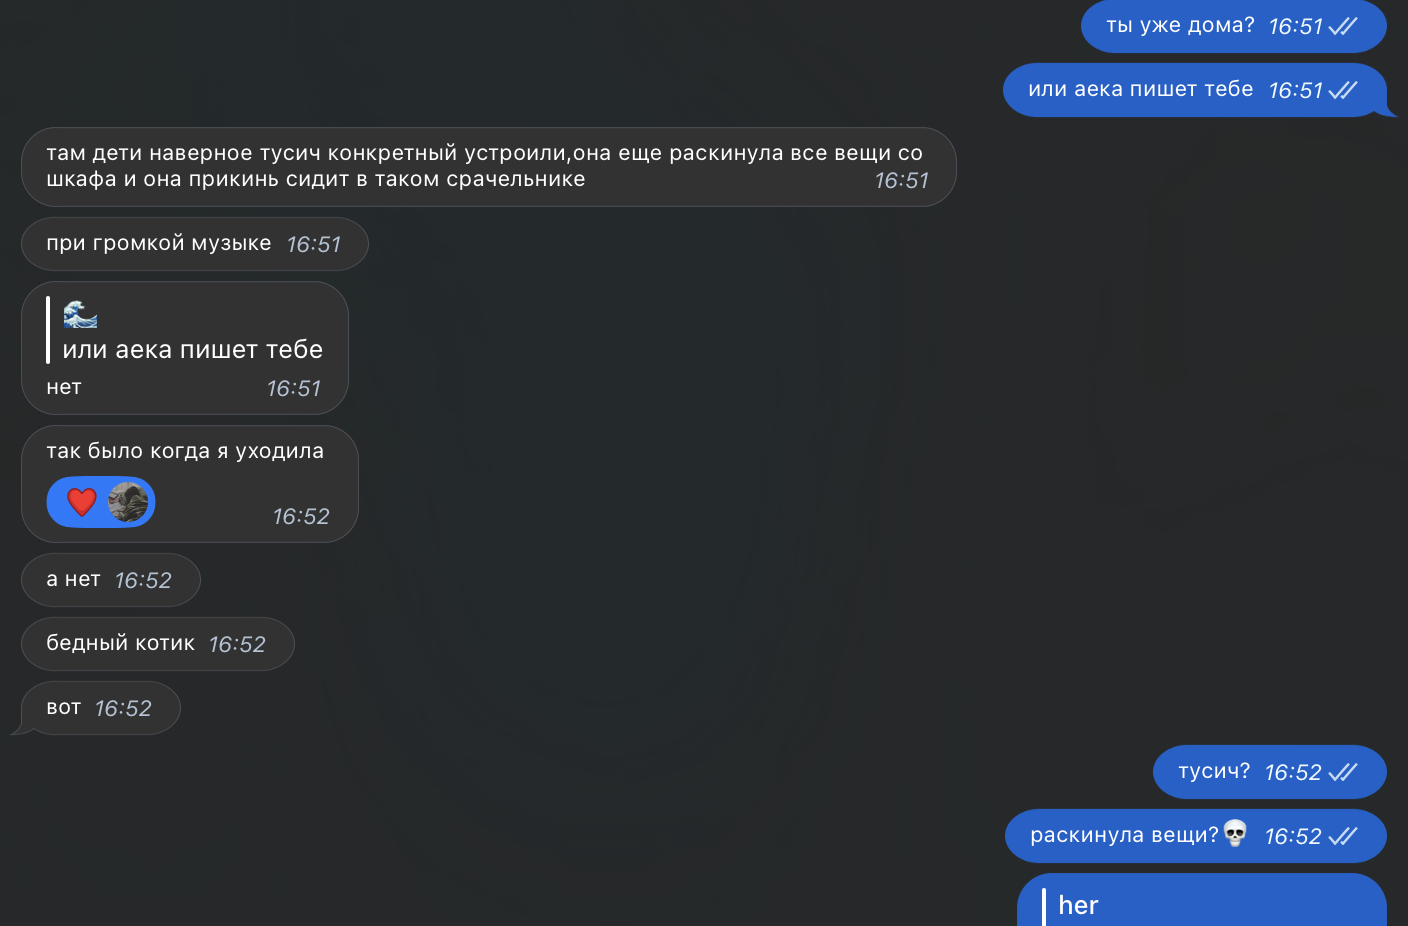 ты уже дома? 16:51
или аека пишет тебе 16:51
там дети наверное тусич конкретный устроили,она еще раскинула все вещи со
шкафа и она прикинь сидит в таком срачельнике 16:51
при громкой музыке 16:51
🌊
или аека пишет тебе
нет 16:51
так было когда я уходила
❤️ 16:52
а нет 16:52
бедный котик 16:52
вот 16:52
тусич? 16:52
раскинула вещи?💀 16:52
her